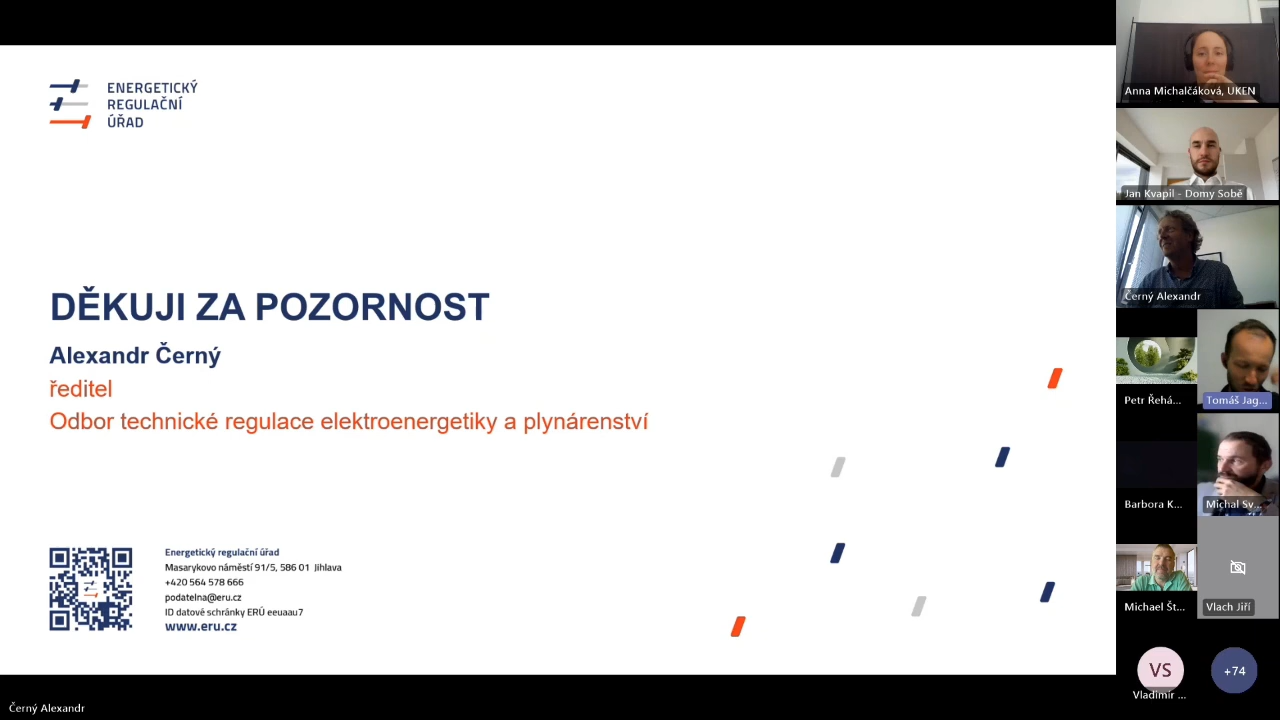 ENERGETICKÝ
REGULAČNÍ
ÚŘAD
DĚKUJI ZA POZORNOST
Alexandr Černý
ředitel
Odbor technické regulace elektroenergetiky a plynárenství
Energetický regulační úřad
Masarykovo náměstí 91/5, 586 01 Jihlava
+420 564 578 666
podatelna@eru.cz
ID datové schránky ERÚ eeuaau7
www.eru.cz
Černý Alexandr
Anna Michalčáková, UKEN
Jan Kvapil - Domy Sobě
Černý Alexandr
Petr Řehá...
Tomáš Jag...
Barbora K...
Michal Sv...
Michael Št...
Vlach Jiří
VS
Vladimír ...
+74